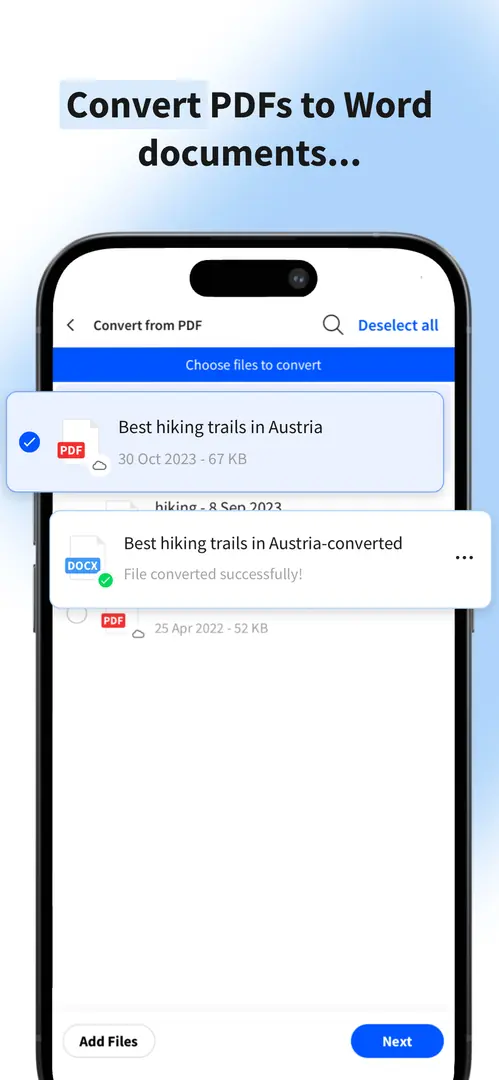 Convert PDFs to Word
documents...
Convert from PDF
Deselect all
Choose files to convert
Best hiking trails in Austria
PDF
30 Oct 2023 - 67 KB
hiking - 8 Sep 2023
Best hiking trails in Austria-converted
DOCX
File converted successfully!
PDF
25 Apr 2022 - 52 KB
Add Files
Next